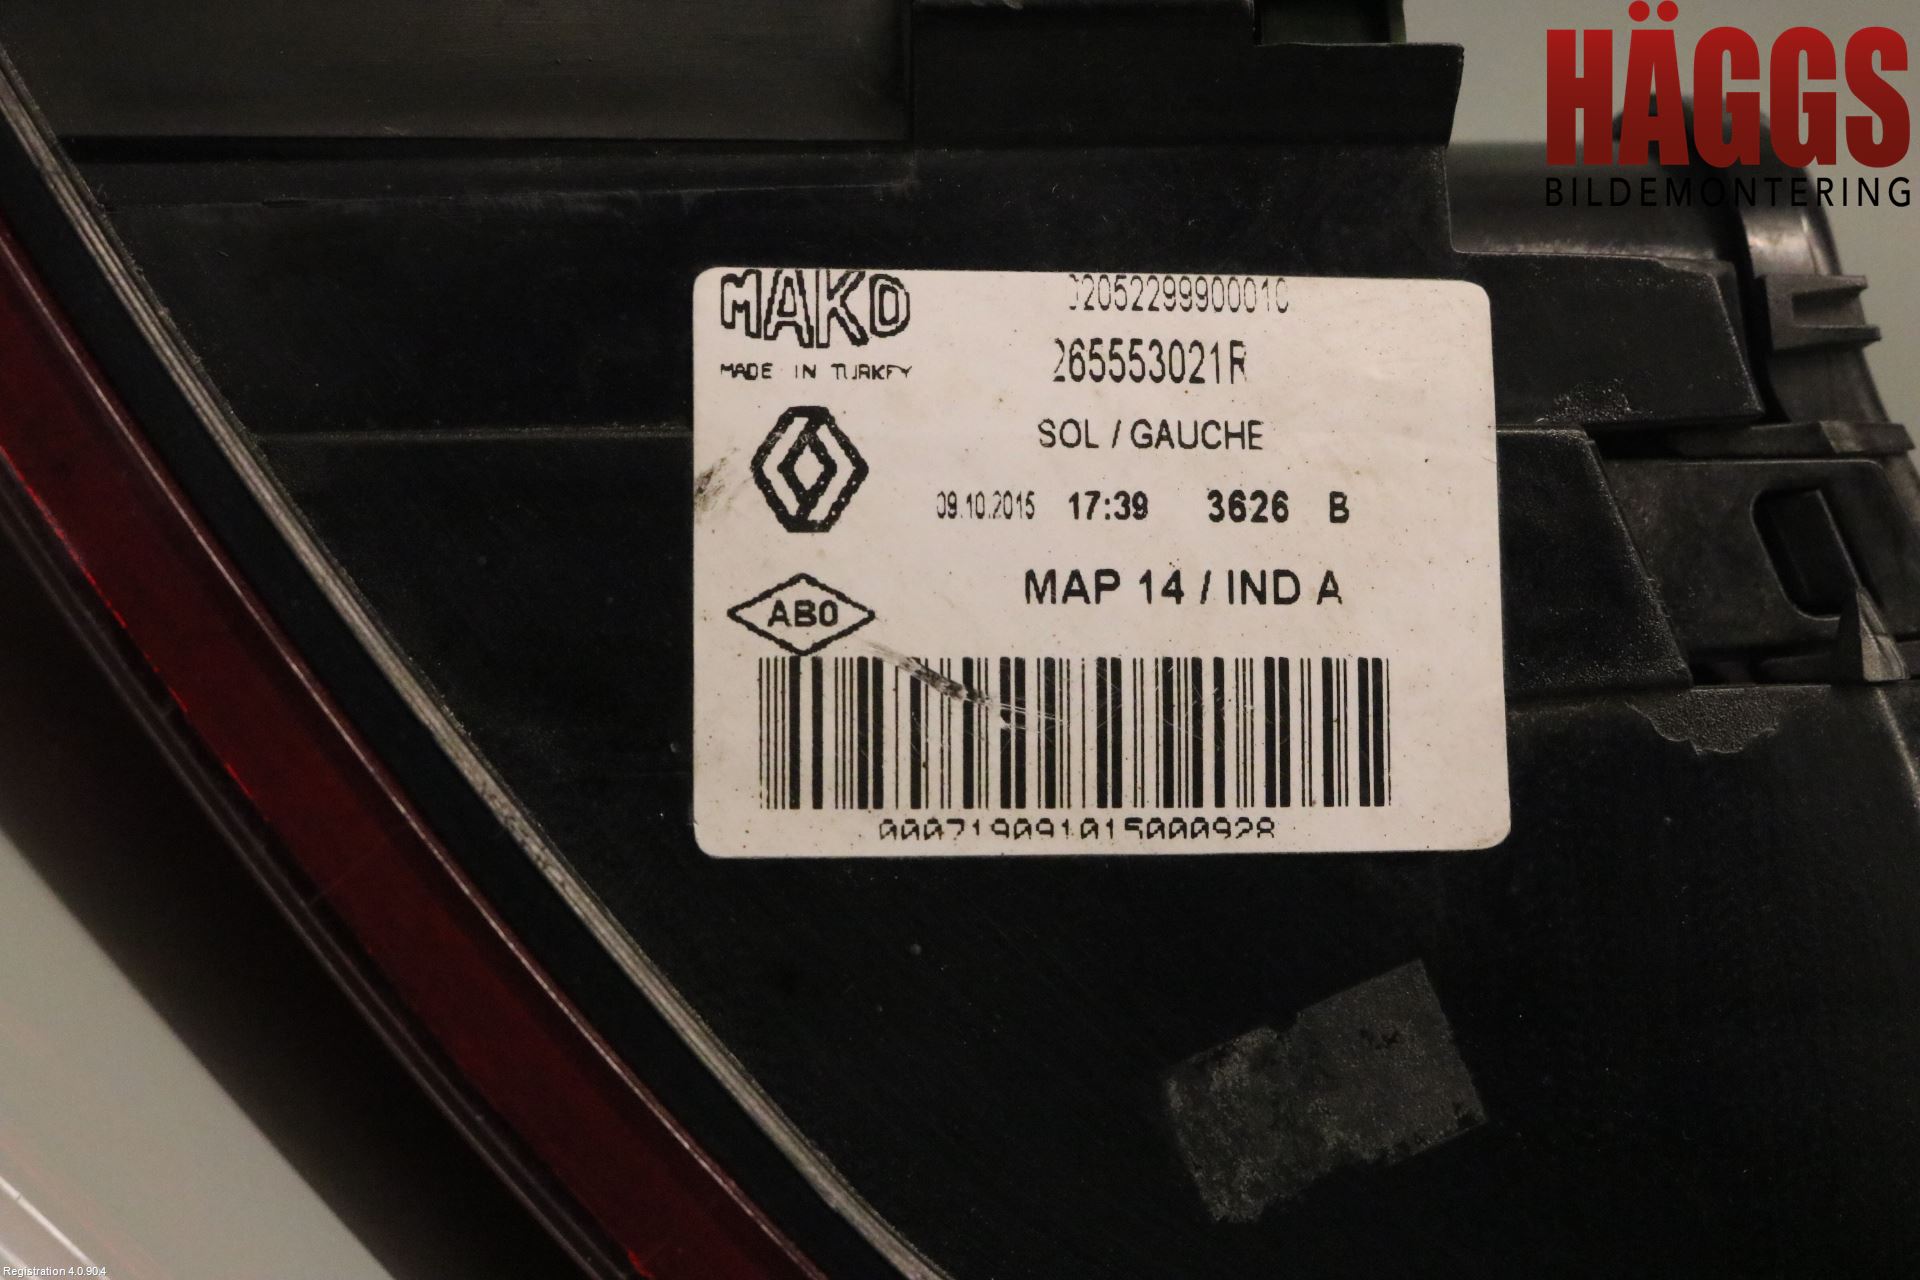 HÄGGS
BILDEMONTERING
MAKO
MADE IN TURKEY
02052299900010
265553021R
SOL / GAUCHE
09.10.2015 17:39 3626 B
MAP 14 / IND A
AB0
000719091015000928
Registration 4.0.90.4